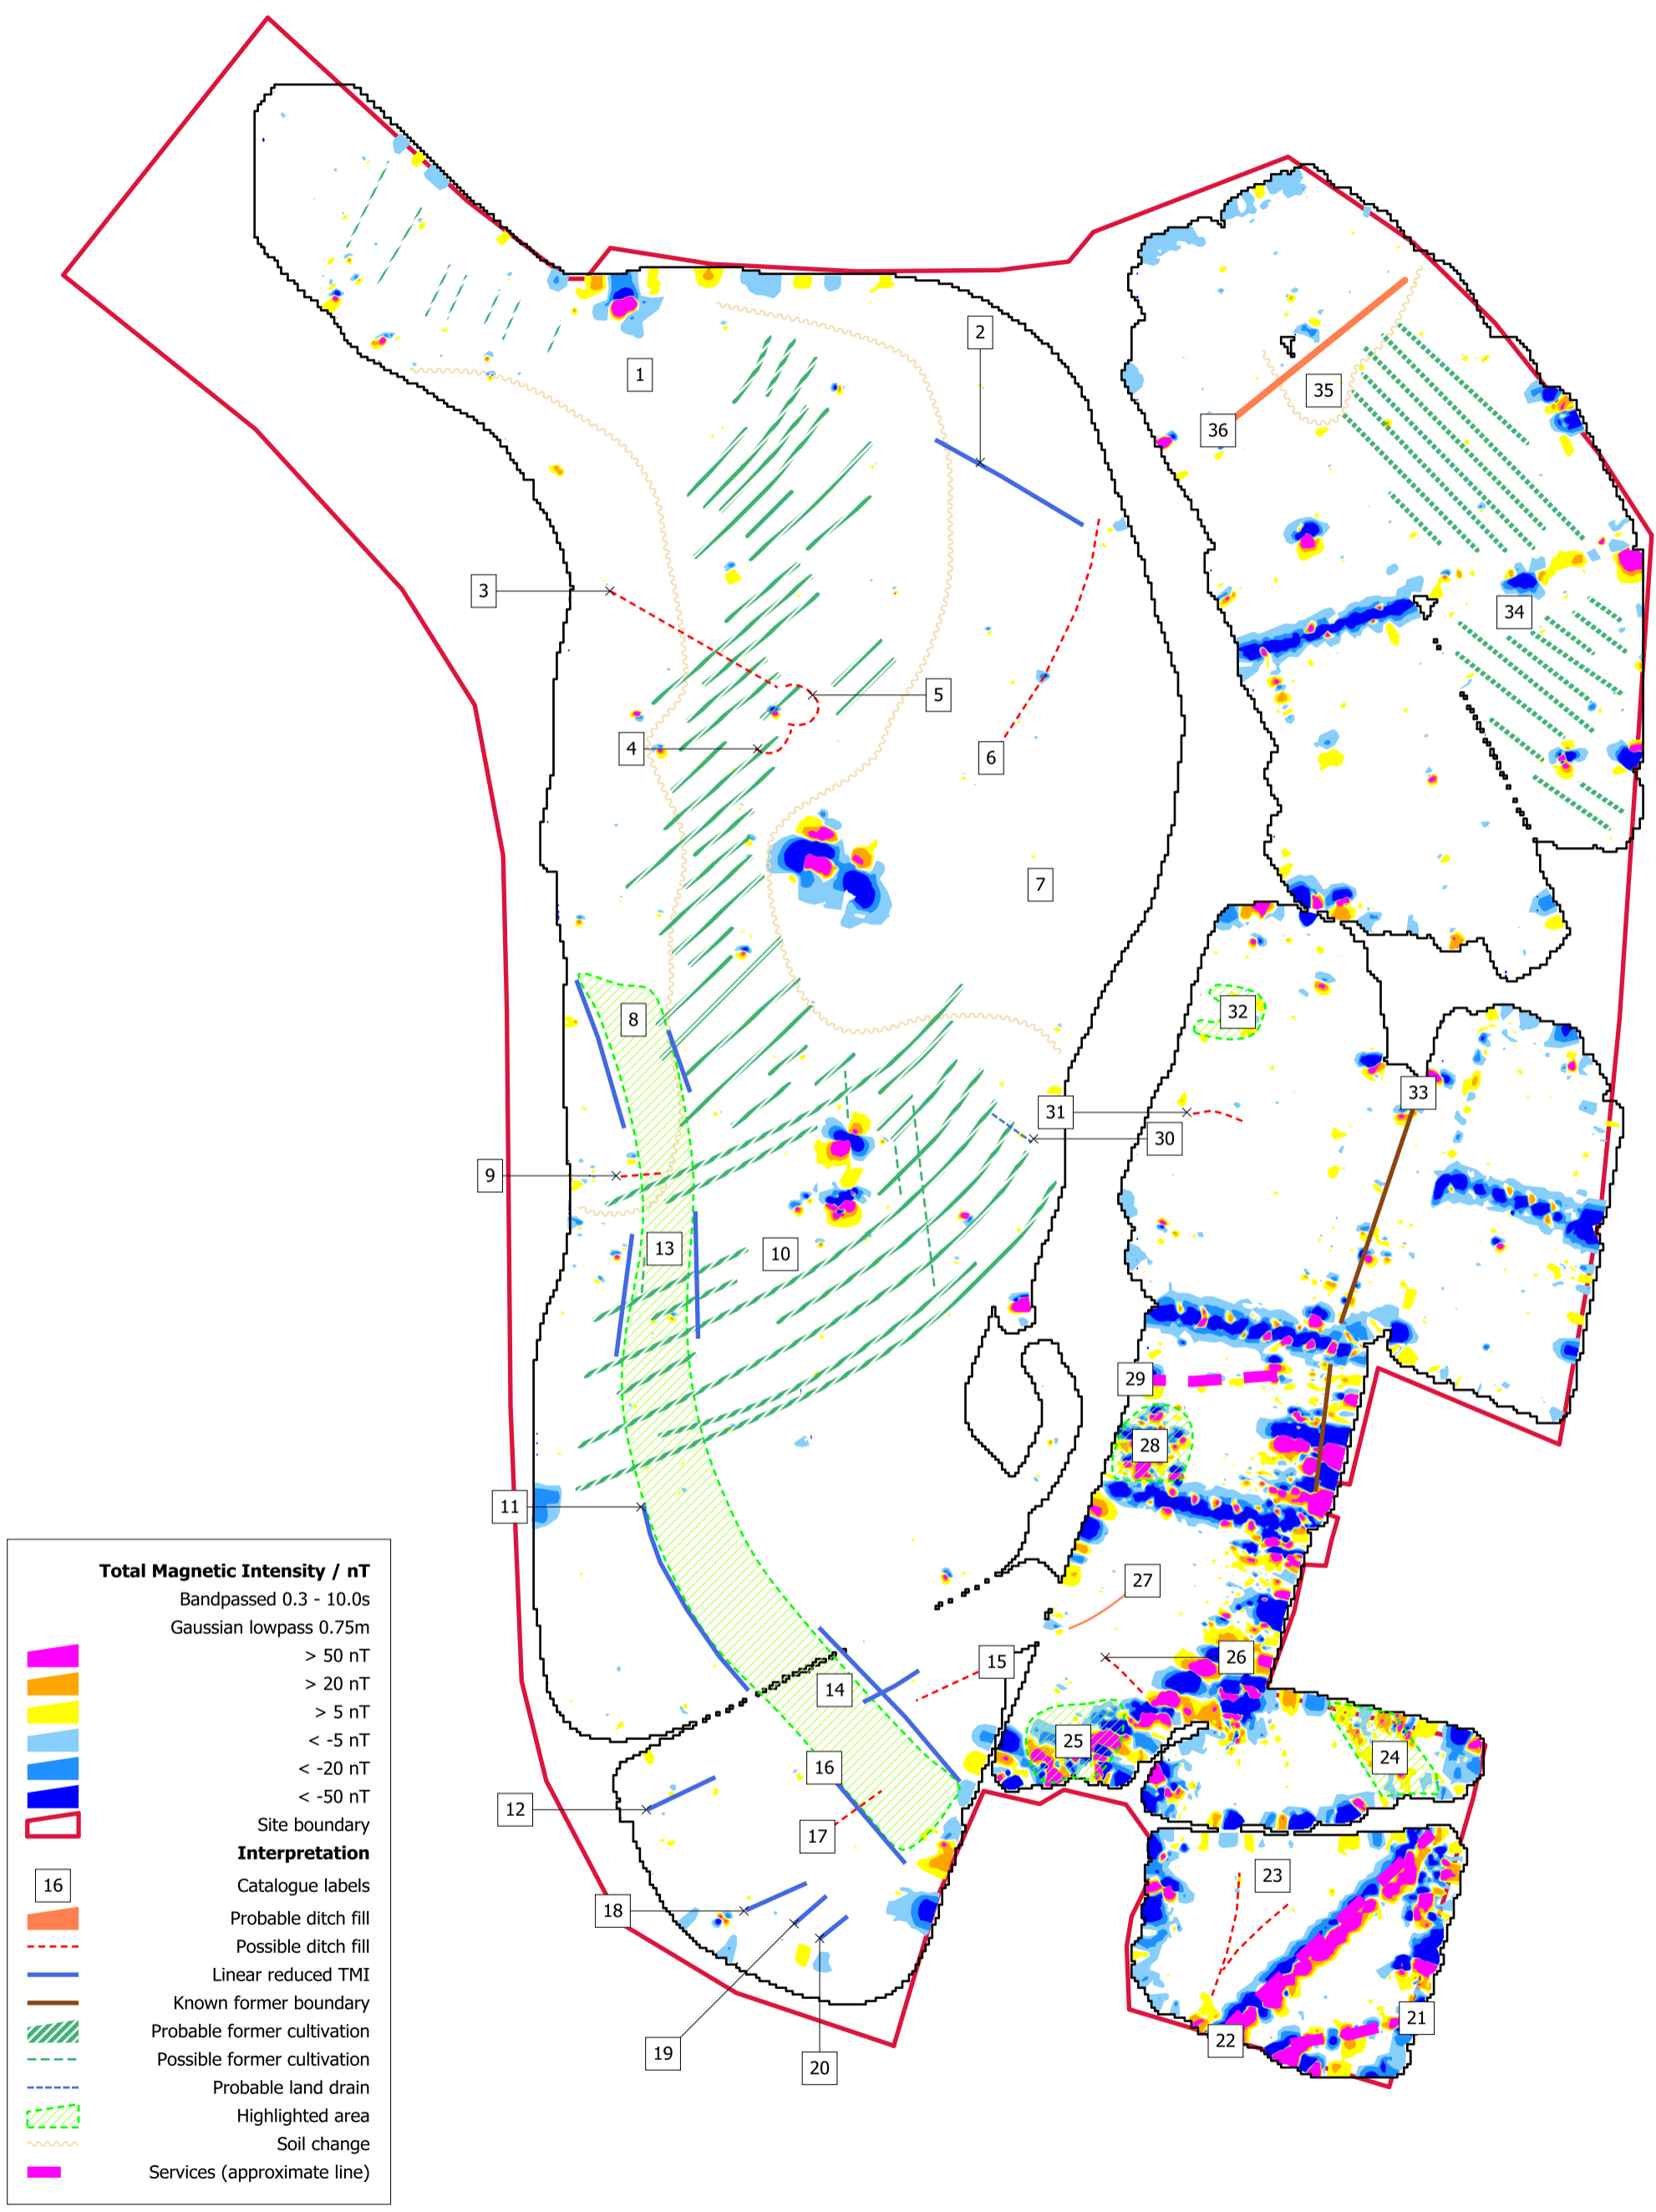 2
1
35
36
3
34
5
4
6
7
8
32
33
31
30
9
13
10
29
28
11
27
15
26
14
25
24
16
12
17
23
18
21
22
19
20
Total Magnetic Intensity / nT
Bandpassed 0.3 - 10.0s
Gaussian lowpass 0.75m
> 50 nT
> 20 nT
> 5 nT
< -5 nT
< -20 nT
< -50 nT
Site boundary
Interpretation
16 Catalogue labels
Probable ditch fill
Possible ditch fill
Linear reduced TMI
Known former boundary
Probable former cultivation
Possible former cultivation
Probable land drain
Highlighted area
Soil change
Services (approximate line)